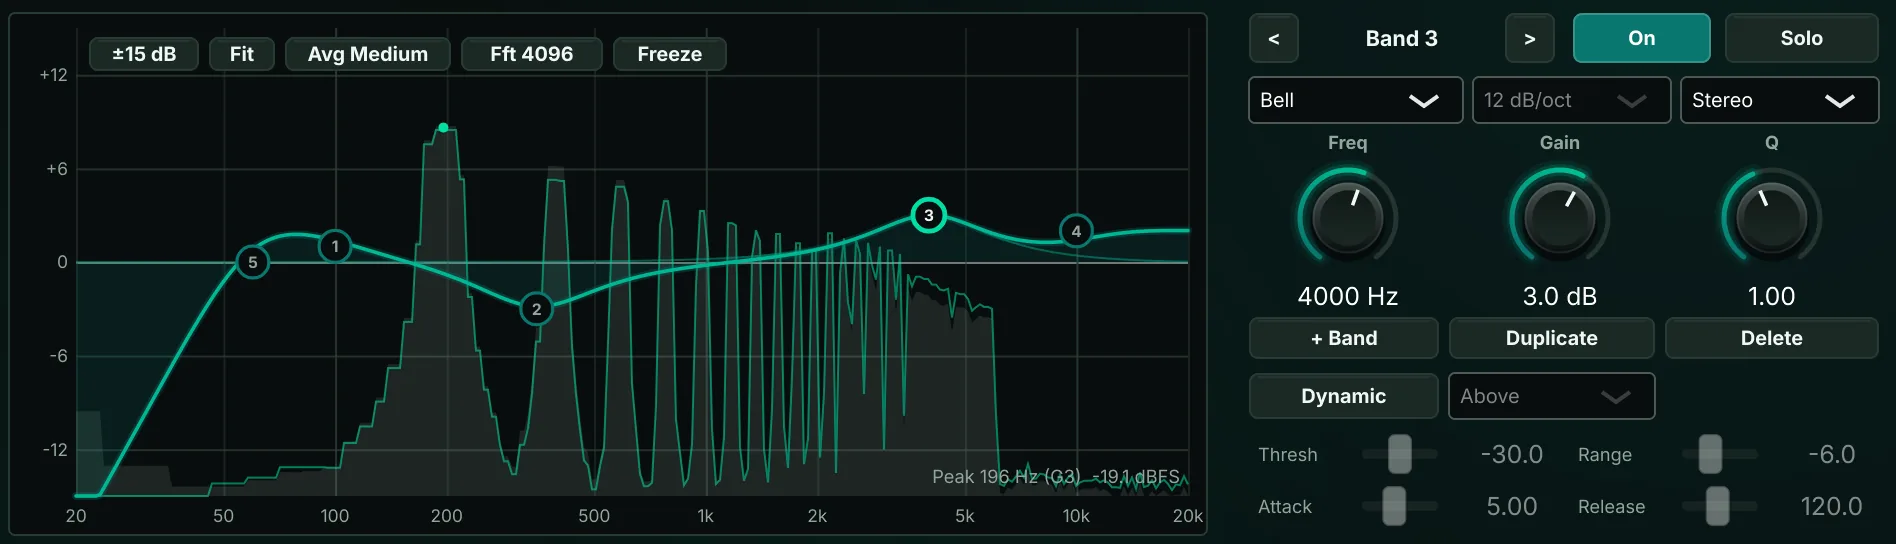 ±15 dB Fit Avg Medium Fft 4096 Freeze
+12
+6
0
-6
-12
5 1 2 3 4
Peak 196 Hz (G3) -19.1 dBFS
20 50 100 200 500 1k 2k 5k 10k 20k
< Band 3 > On Solo
Bell 12 dB/oct Stereo
Freq Gain Q
4000 Hz 3.0 dB 1.00
+ Band Duplicate Delete
Dynamic Above
Thresh -30.0 Range -6.0
Attack 5.00 Release 120.0